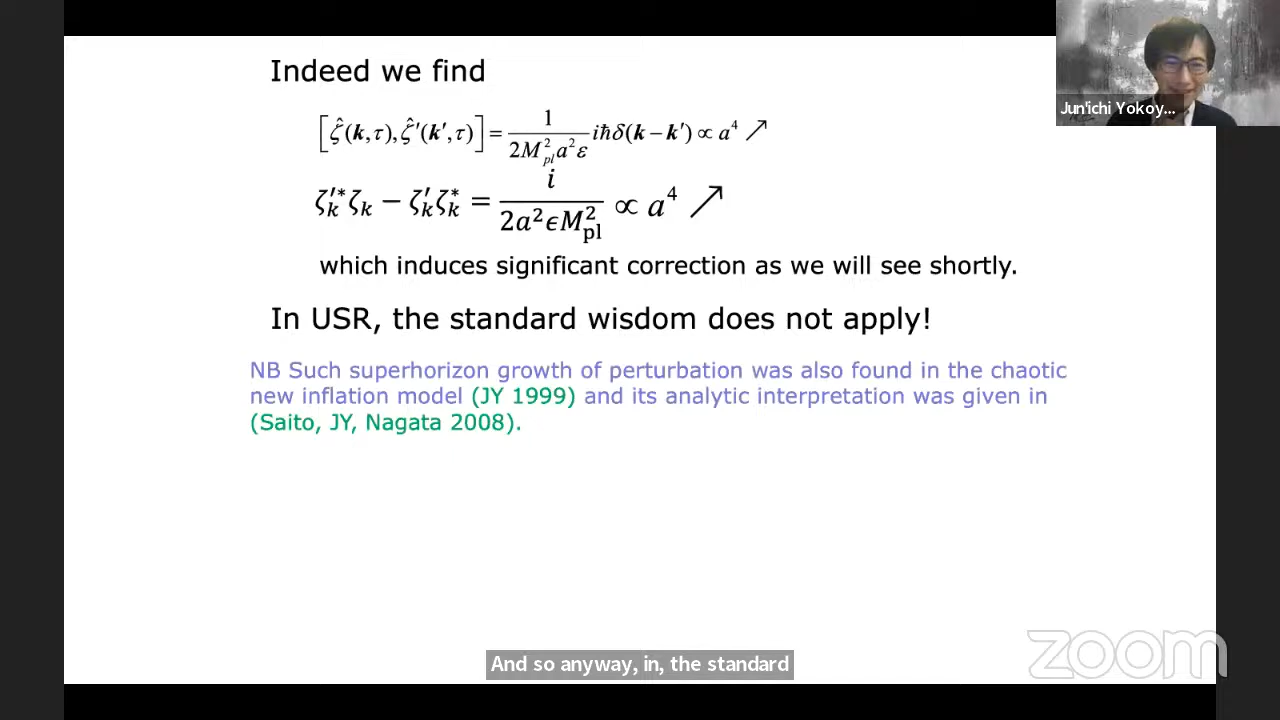 Indeed we find
Jun'ichi Yokoy...
[ζ̂(k,τ), ζ̂′(k′,τ)] = 1/(2M_pl²a²ε) iħδ(k − k′) ∝ a⁴ ↗
ζ′*_k ζ_k − ζ′_k ζ*_k = i/(2a²ϵM_pl²) ∝ a⁴ ↗
which induces significant correction as we will see shortly.
In USR, the standard wisdom does not apply!
NB Such superhorizon growth of perturbation was also found in the chaotic
new inflation model (JY 1999) and its analytic interpretation was given in
(Saito, JY, Nagata 2008).
And so anyway, in, the standard
zoom